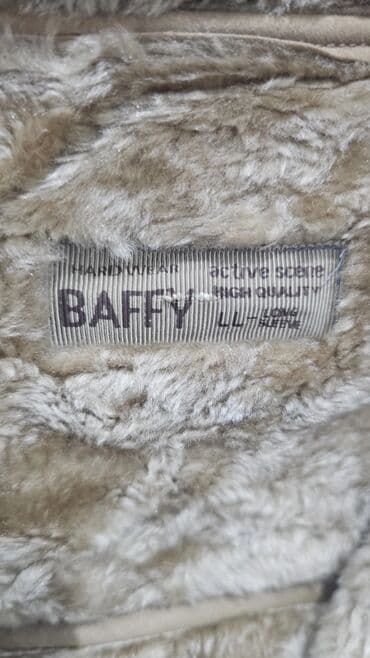 HARD WEAR
BAFFY
active scene
HIGH QUALITY
LL-LONG
SLEEVE